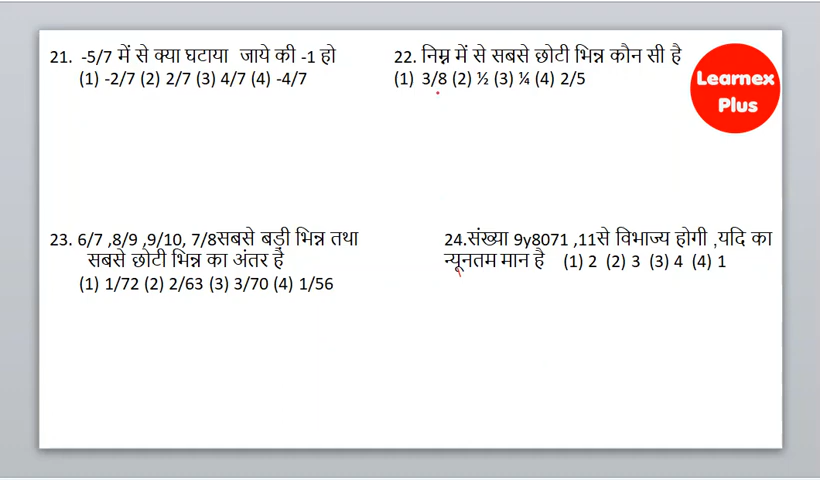 21. -5/7 में से क्या घटाया जाये की -1 हो
(1) -2/7 (2) 2/7 (3) 4/7 (4) -4/7
22. निम्न में से सबसे छोटी भिन्न कौन सी है
(1) 3/8 (2) ½ (3) ¼ (4) 2/5
Learnex
Plus
23. 6/7 ,8/9 ,9/10, 7/8सबसे बड़ी भिन्न तथा
सबसे छोटी भिन्न का अंतर है
(1) 1/72 (2) 2/63 (3) 3/70 (4) 1/56
24.संख्या 9y8071 ,11से विभाज्य होगी ,यदि का
न्यूनतम मान है (1) 2 (2) 3 (3) 4 (4) 1